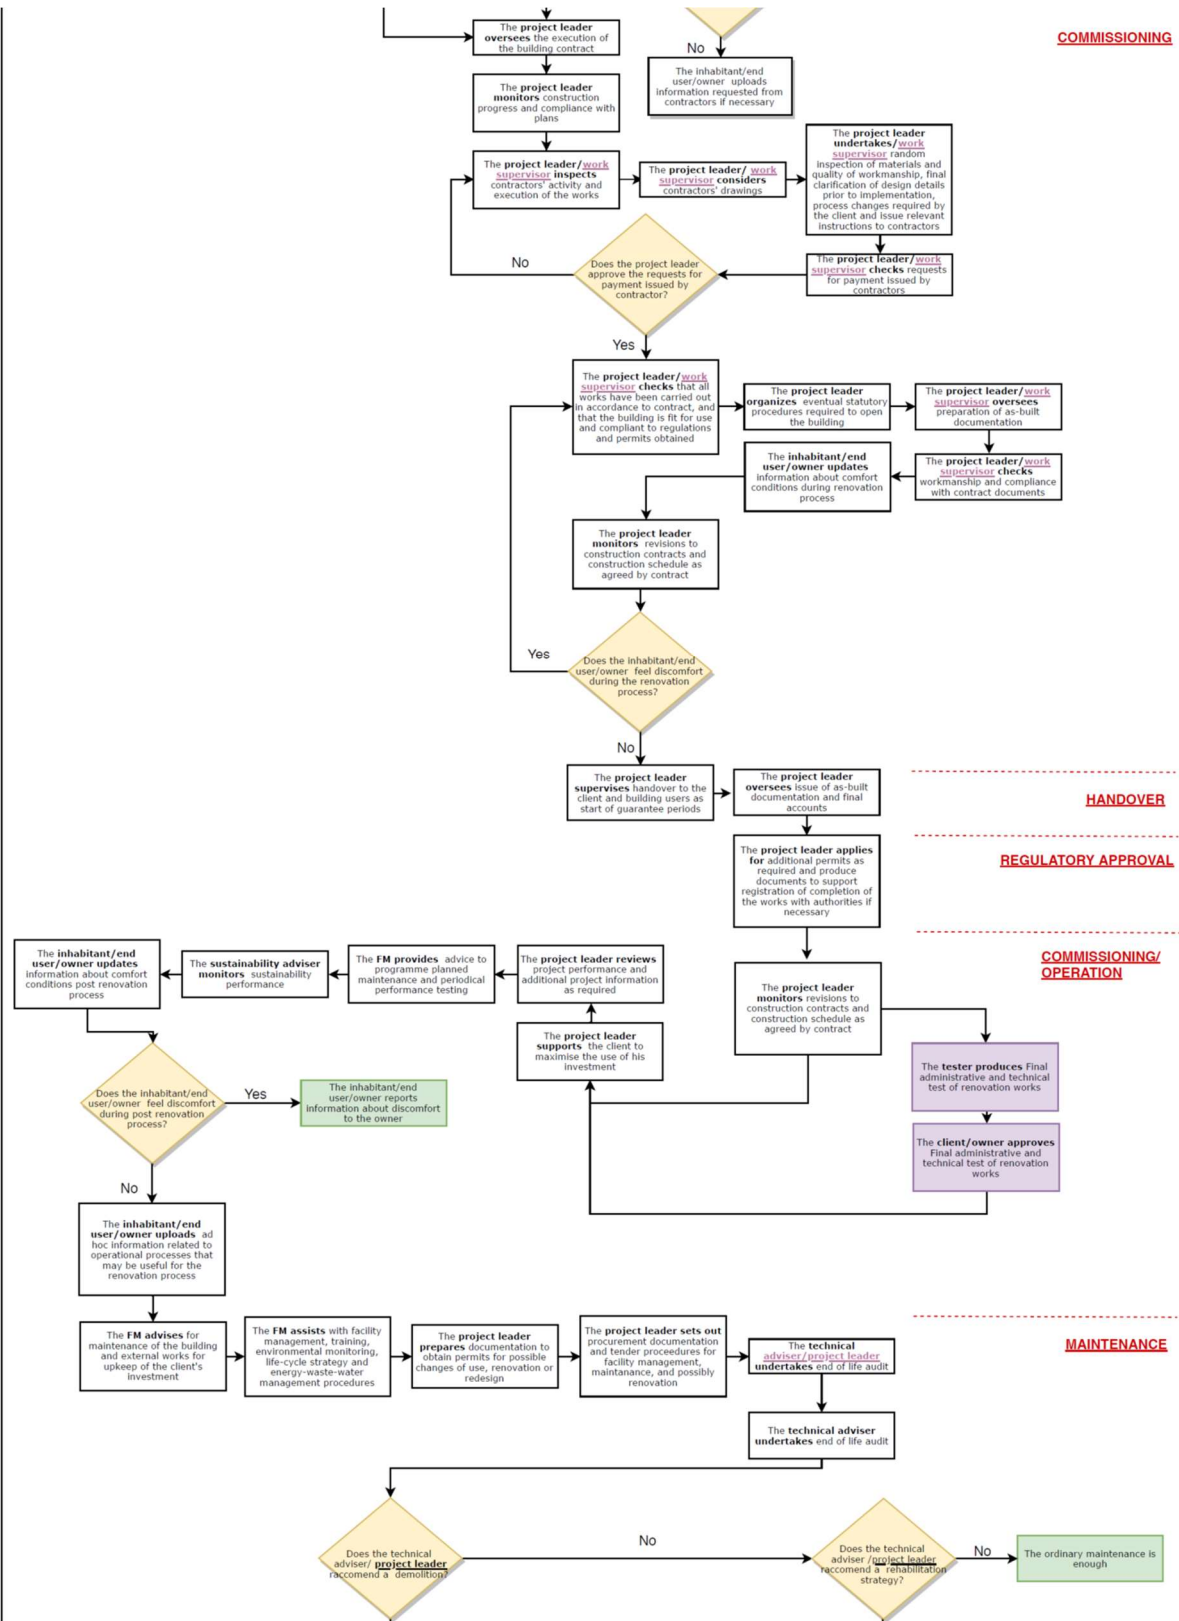 COMMISSIONING
The project leader
oversees the execution of
the building contract
No
The inhabitant/end
user/owner uploads
information requested from
contractors if necessary
The project leader
monitors construction
progress and compliance with
plans
The project leader/work
supervisor inspects
contractors' activity and
execution of the works
The project leader/ work
supervisor considers
contractors' drawings
The project leader
undertakes/work
supervisor random
inspection of materials and
quality of workmanship, final
clarification of design details
prior to implementation,
process changes required by
the client and issue relevant
instructions to contractors
The project leader/work
supervisor checks requests
for payment issued by
contractors
Does the project leader
approve the requests for
payment issued by
contractor?
No
Yes
The project leader/work
supervisor checks that all
works have been carried out
in accordance to contract, and
that the building is fit for use
and compliant to regulations
and permits obtained
The project leader
organizes eventual statutory
procedures required to open
the building
The project leader/work
supervisor oversees
preparation of as-built
documentation
The project leader/work
supervisor checks
workmanship and compliance
with contract documents
The inhabitant/end
user/owner updates
information about comfort
conditions during renovation
process
The project leader
monitors revisions to
construction contracts and
construction schedule as
agreed by contract
Does the inhabitant/end
user/owner feel discomfort
during the renovation
process?
Yes
No
The project leader
supervises handover to the
client and building users as
start of guarantee periods
The project leader
oversees issue of as-built
documentation and final
accounts
HANDOVER
REGULATORY APPROVAL
The project leader applies
for additional permits as
required and produce
documents to support
registration of completion of
the works with authorities if
necessary
COMMISSIONING/
OPERATION
The project leader
monitors revisions to
construction contracts and
construction schedule as
agreed by contract
The tester produces Final
administrative and technical
test of renovation works
The client/owner approves
Final administrative and
technical test of renovation
works
The project leader
supports the client to
maximise the use of his
investment
The project leader reviews
project performance and
additional project information
as required
The FM provides advice to
programme planned
maintenance and periodical
performance testing
The sustainability adviser
monitors sustainability
performance
The inhabitant/end
user/owner updates
information about comfort
conditions post renovation
process
Does the inhabitant/end
user/owner feel discomfort
during post renovation
process?
Yes
The inhabitant/end
user/owner reports
information about discomfort
to the owner
No
The inhabitant/end
user/owner uploads ad
hoc information related to
operational processes that
may be useful for the
renovation process
MAINTENANCE
The FM advises for
maintenance of the building
and external works for
upkeep of the client's
investment
The FM assists with facility
management, training,
environmental monitoring,
life-cycle strategy and
energy-waste-water
management procedures
The project leader
prepares documentation to
obtain permits for possible
changes of use, renovation or
redesign
The project leader sets out
procurement documentation
and tender proceedures for
facility management,
maintanance, and possibly
renovation
The technical
adviser/project leader
undertakes end of life audit
The technical adviser
undertakes end of life audit
Does the technical
adviser/ project leader
raccomend a demolition?
No
Does the technical
adviser /project leader
raccomend a rehabilitation
strategy?
No
The ordinary maintenance is
enough